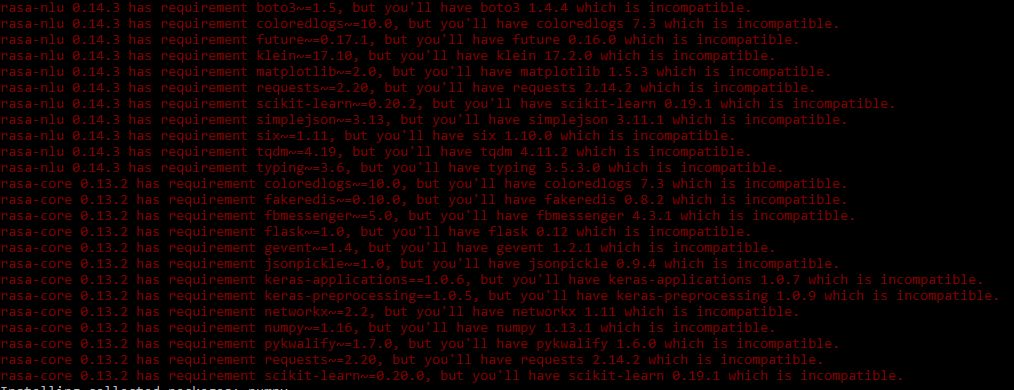 rasa-nlu 0.14.3 has requirement boto3~=1.5, but you'll have boto3 1.4.4 which is incompatible.
rasa-nlu 0.14.3 has requirement coloredlogs~=10.0, but you'll have coloredlogs 7.3 which is incompatible.
rasa-nlu 0.14.3 has requirement future~=0.17.1, but you'll have future 0.16.0 which is incompatible.
rasa-nlu 0.14.3 has requirement klein~=17.10, but you'll have klein 17.2.0 which is incompatible.
rasa-nlu 0.14.3 has requirement matplotlib~=2.0, but you'll have matplotlib 1.5.3 which is incompatible.
rasa-nlu 0.14.3 has requirement requests~=2.20, but you'll have requests 2.14.2 which is incompatible.
rasa-nlu 0.14.3 has requirement scikit-learn~=0.20.2, but you'll have scikit-learn 0.19.1 which is incompatible.
rasa-nlu 0.14.3 has requirement simplejson~=3.13, but you'll have simplejson 3.11.1 which is incompatible.
rasa-nlu 0.14.3 has requirement six~=1.11, but you'll have six 1.10.0 which is incompatible.
rasa-nlu 0.14.3 has requirement tqdm~=4.19, but you'll have tqdm 4.11.2 which is incompatible.
rasa-nlu 0.14.3 has requirement typing~=3.6, but you'll have typing 3.5.3.0 which is incompatible.
rasa-core 0.13.2 has requirement coloredlogs~=10.0, but you'll have coloredlogs 7.3 which is incompatible.
rasa-core 0.13.2 has requirement fakeredis~=0.10.0, but you'll have fakeredis 0.8.2 which is incompatible.
rasa-core 0.13.2 has requirement fbmessenger~=5.0, but you'll have fbmessenger 4.3.1 which is incompatible.
rasa-core 0.13.2 has requirement flask~=1.0, but you'll have flask 0.12 which is incompatible.
rasa-core 0.13.2 has requirement gevent~=1.4, but you'll have gevent 1.2.1 which is incompatible.
rasa-core 0.13.2 has requirement jsonpickle~=1.0, but you'll have jsonpickle 0.9.4 which is incompatible.
rasa-core 0.13.2 has requirement keras-applications==1.0.6, but you'll have keras-applications 1.0.7 which is incompatible.
rasa-core 0.13.2 has requirement keras-preprocessing==1.0.5, but you'll have keras-preprocessing 1.0.9 which is incompatible.
rasa-core 0.13.2 has requirement networkx~=2.2, but you'll have networkx 1.11 which is incompatible.
rasa-core 0.13.2 has requirement numpy~=1.16, but you'll have numpy 1.13.1 which is incompatible.
rasa-core 0.13.2 has requirement pykwalify~=1.7.0, but you'll have pykwalify 1.6.0 which is incompatible.
rasa-core 0.13.2 has requirement requests~=2.20, but you'll have requests 2.14.2 which is incompatible.
rasa-core 0.13.2 has requirement scikit-learn~=0.20.0, but you'll have scikit-learn 0.19.1 which is incompatible.
Installing collected packages: numpy